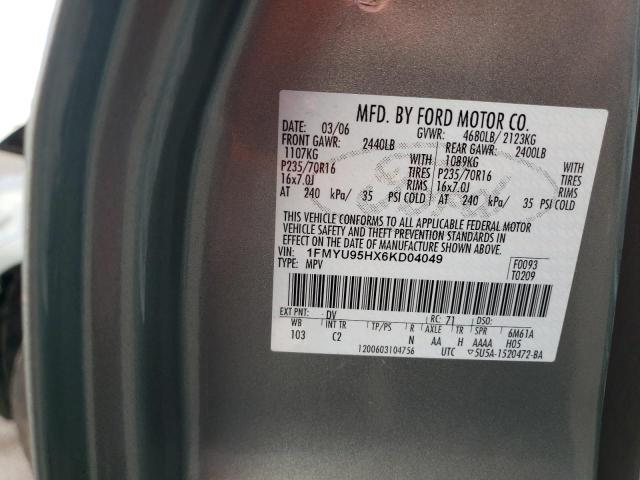 MFD. BY FORD MOTOR CO.
DATE: 03/06 GVWR: 4680LB/ 2123KG
FRONT GAWR: 2440LB REAR GAWR: 2400LB
1107KG WITH 1089KG WITH
P235/70R16 TIRES P235/70R16 TIRES
16x7.0J RIMS 16x7.0J RIMS
AT 240 kPa/ 35 PSI COLD AT 240 kPa/ 35 PSI COLD
THIS VEHICLE CONFORMS TO ALL APPLICABLE FEDERAL MOTOR
VEHICLE SAFETY AND THEFT PREVENTION STANDARDS IN
EFFECT ON THE DATE OF MANUFACTURE SHOWN ABOVE.
VIN: 1FMYU95HX6KD04049 F0093
TYPE: MPV T0209
EXT PNT: DV RC: 71 DSO:
WB INT TR TP/PS R AXLE TR SPR 6M61A
103 C2 N AA H AAAA H05
1200603104756 UTC ▽5U5A-1520472-BA
Ford